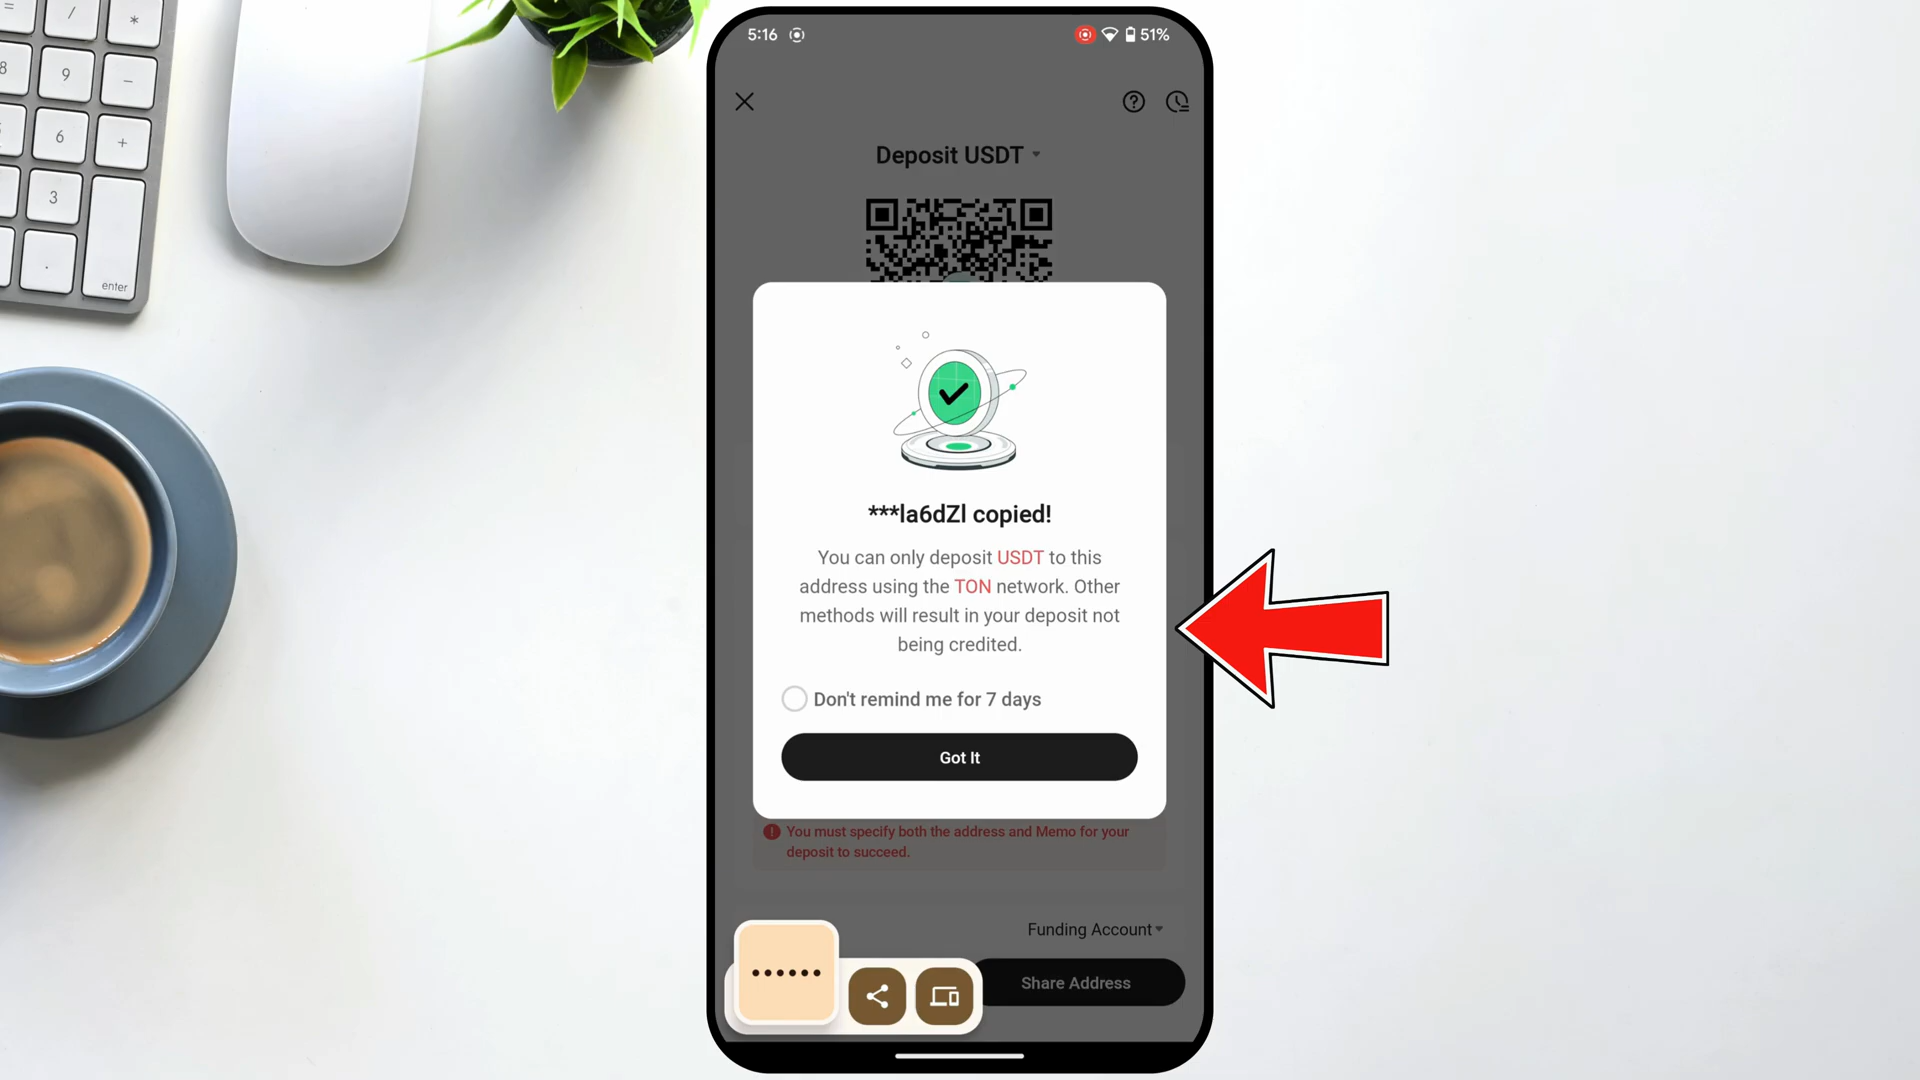 5:16
51%
Deposit USDT
***la6dZl copied!
You can only deposit USDT to this
address using the TON network. Other
methods will result in your deposit not
being credited.
Don't remind me for 7 days
Got It
You must specify both the address and Memo for your
deposit to succeed.
Funding Account
••••••
Share Address
=
/
*
8
9
−
6
+
3
.
enter